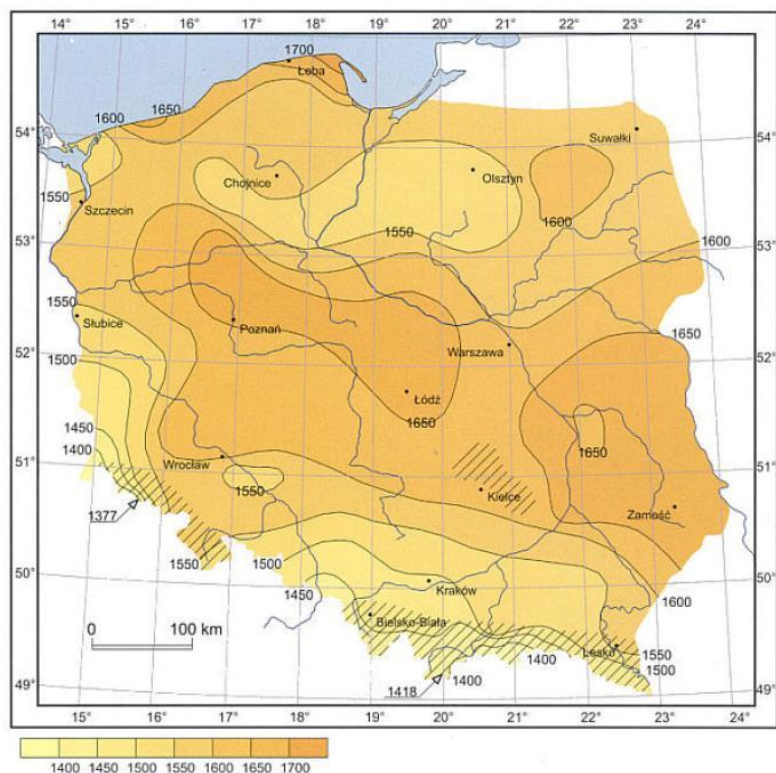 14° 15° 16° 17° 18° 19° 20° 21° 22° 23° 24°
1700
Łeba
1650
1600
54° 54°
Suwałki
Chojnice
Olsztyn
1550
Szczecin
1600
1550
53° 1600 53°
1550
Słubice
1650
Poznań
Warszawa
1500
52° 52°
Łódź
1650
1450
1650
1400
Wrocław
51° 51°
1550
Kielce
1377
Zamość
1550
1500
50° 50°
1450
Kraków
1600
0 100 km
Bielsko-Biała
Lesko
1550
1400
1500
1400
49° 1418 49°
15° 16° 17° 18° 19° 20° 21° 22° 23° 24°
1400 1450 1500 1550 1600 1650 1700